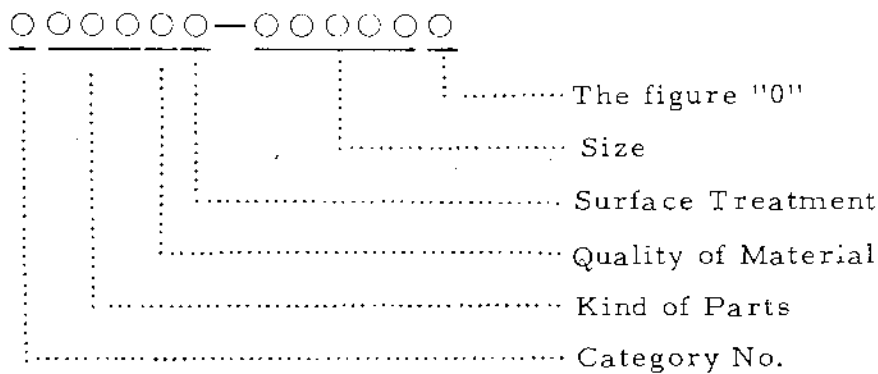 ○○○○○○—○○○○○○
The figure "0"
Size
Surface Treatment
Quality of Material
Kind of Parts
Category No.